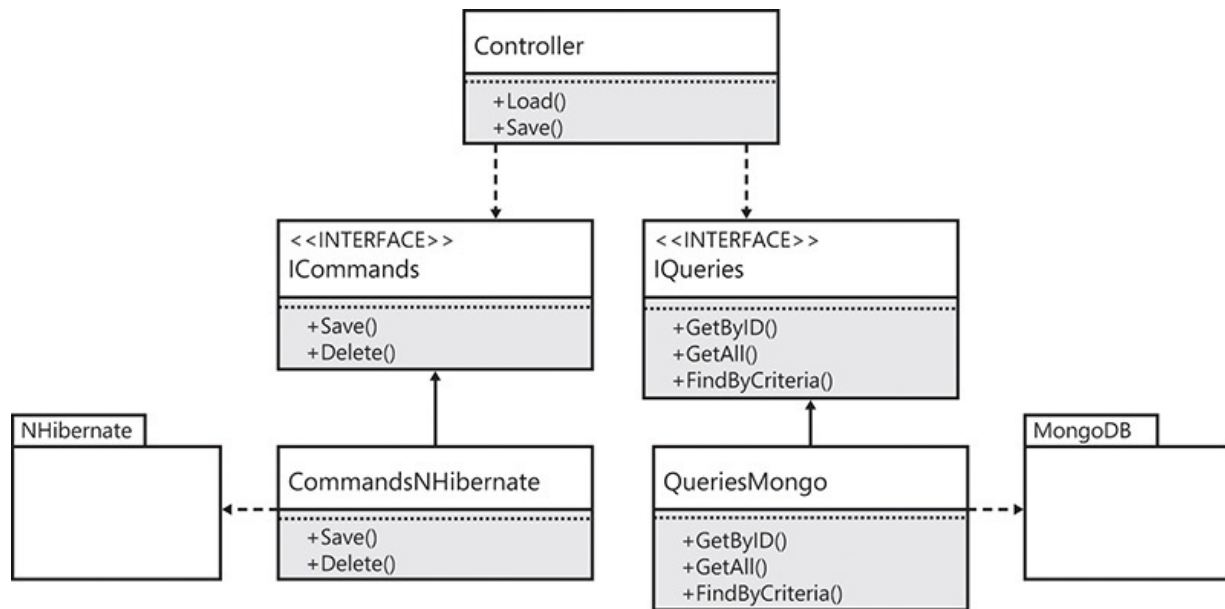 Controller
+Load()
+Save()
<<INTERFACE>>
ICommands
+Save()
+Delete()
<<INTERFACE>>
IQueries
+GetByID()
+GetAll()
+FindByCriteria()
NHibernate
CommandsNHibernate
+Save()
+Delete()
QueriesMongo
+GetByID()
+GetAll()
+FindByCriteria()
MongoDB